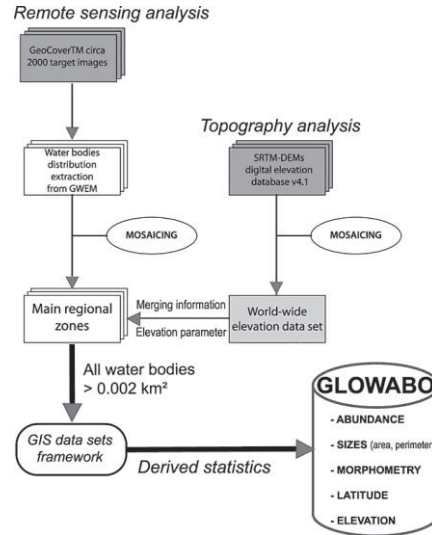 Remote sensing analysis
GeoCoverTM circa
2000 target images
Water bodies
distribution
extraction
from GWEM
MOSAICING
Topography analysis
SRTM-DEMs
digital elevation
database v4.1
MOSAICING
Main regional
zones
Merging information
Elevation parameter
World-wide
elevation data set
All water bodies
> 0.002 km²
GIS data sets
framework
Derived statistics
GLOWABO
- ABUNDANCE
- SIZES (area, perimeter)
- MORPHOMETRY
- LATITUDE
- ELEVATION